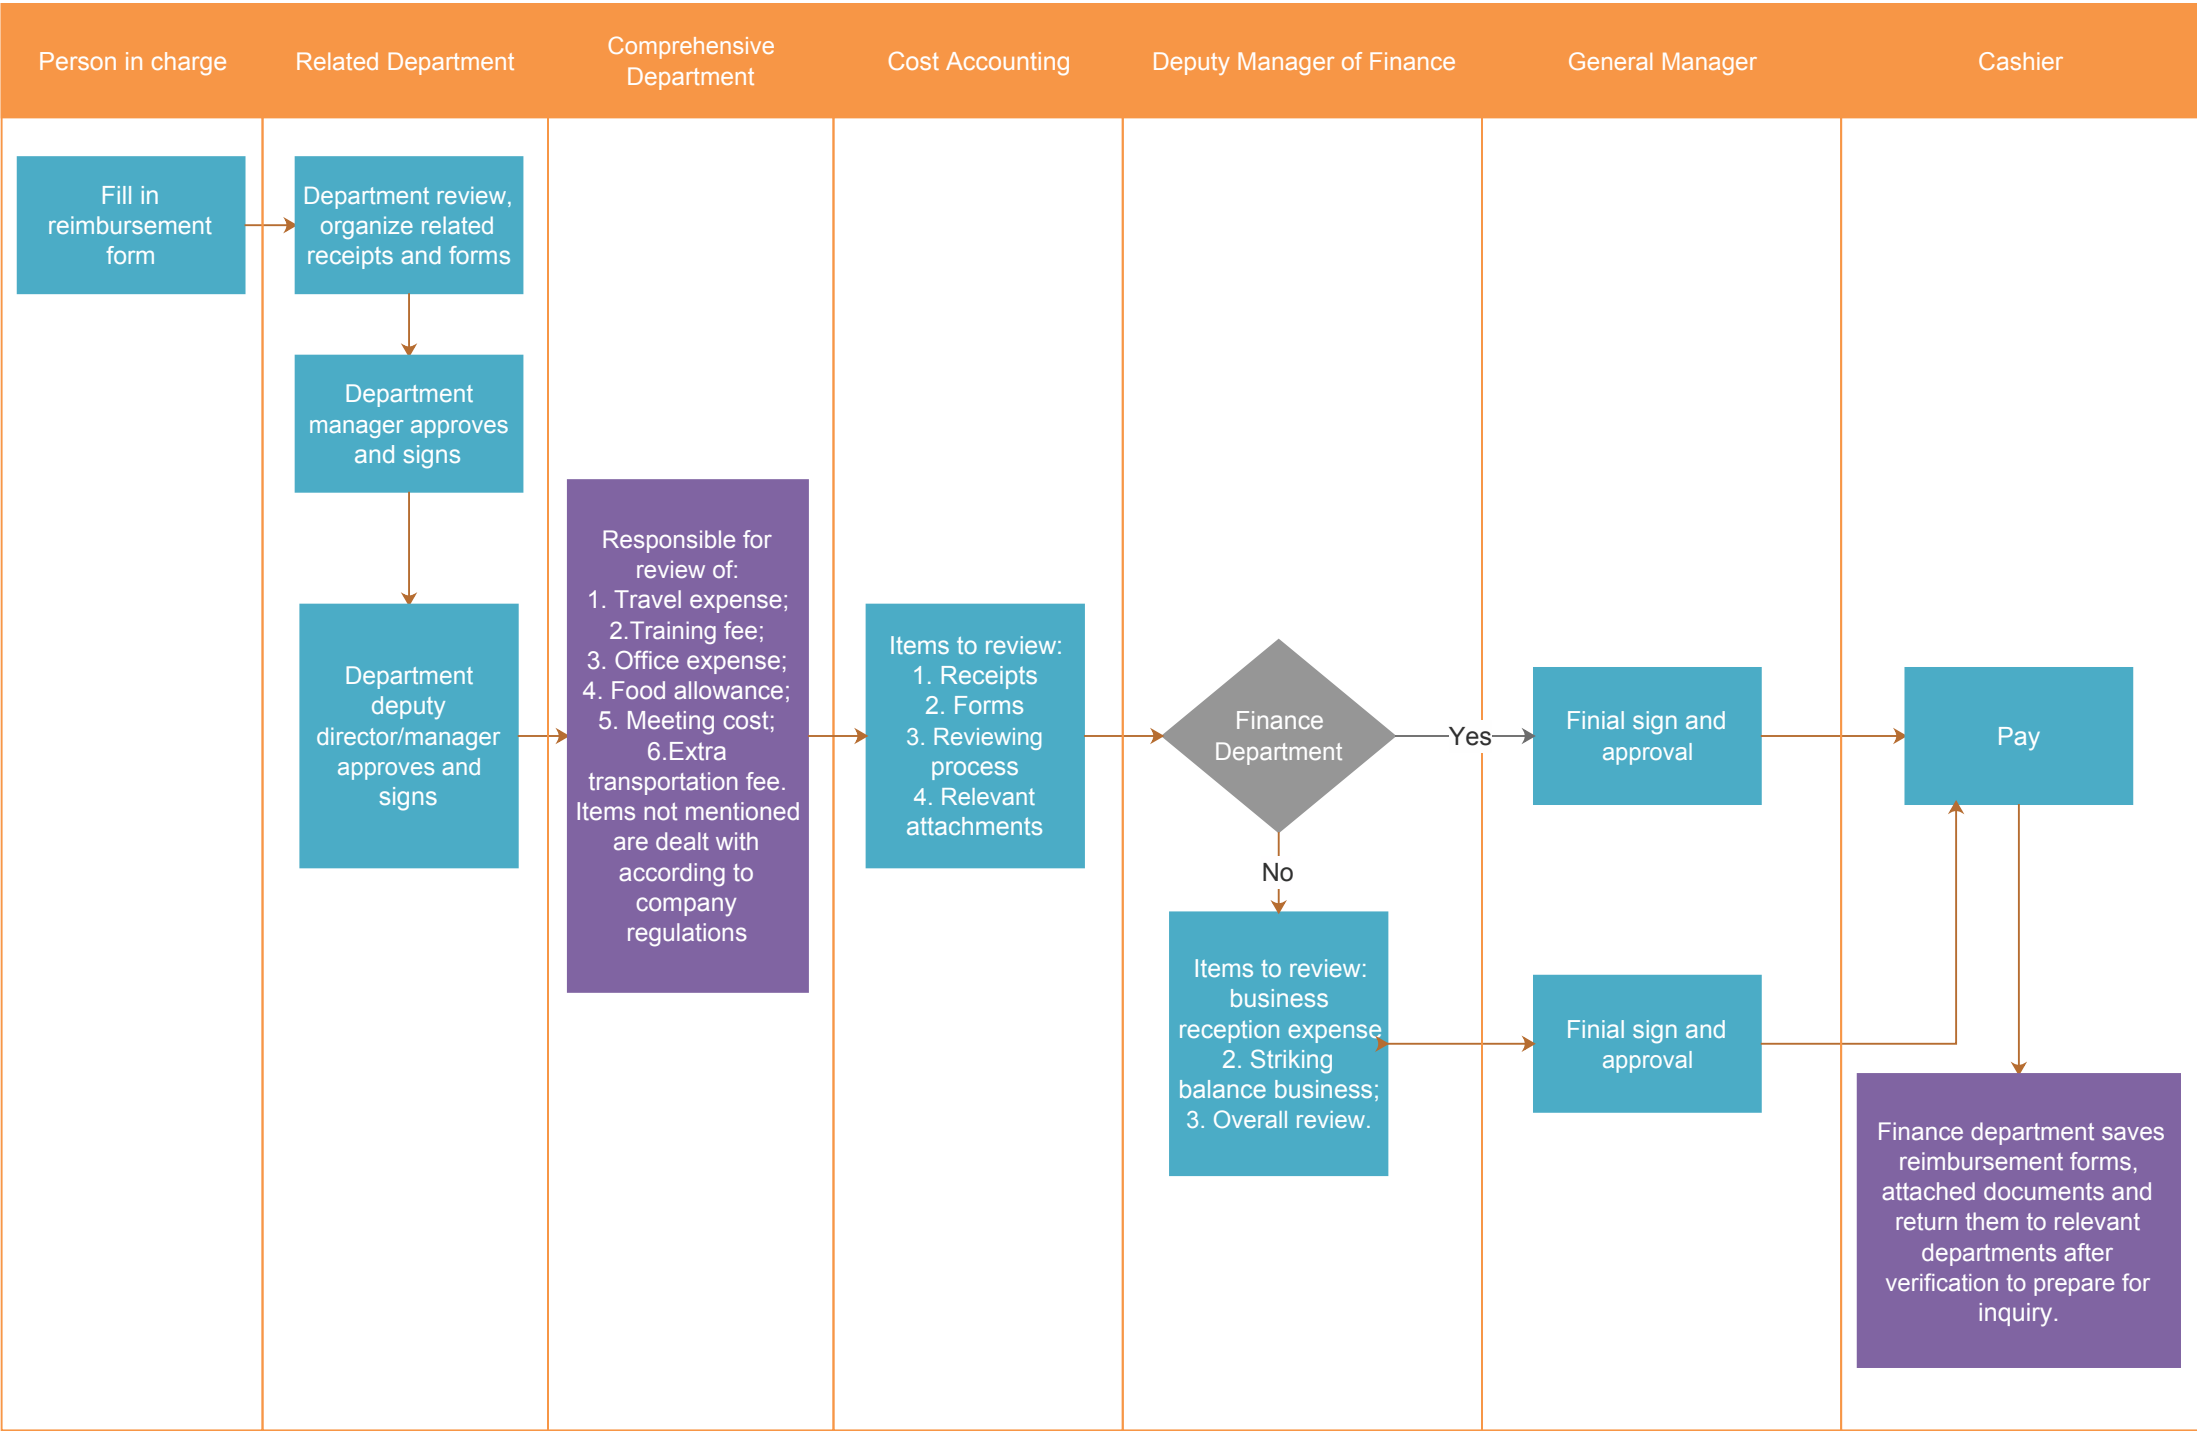 Person in charge
Related Department
Comprehensive
Department
Cost Accounting
Deputy Manager of Finance
General Manager
Cashier
Fill in
reimbursement
form
Department review,
organize related
receipts and forms
Department
manager approves
and signs
Department
deputy
director/manager
approves and
signs
Responsible for
review of:
1. Travel expense;
2.Training fee;
3. Office expense;
4. Food allowance;
5. Meeting cost;
6.Extra
transportation fee.
Items not mentioned
are dealt with
according to
company
regulations
Items to review:
1. Receipts
2. Forms
3. Reviewing
process
4. Relevant
attachments
Finance
Department
Yes
No
Items to review:
business
reception expense
2. Striking
balance business;
3. Overall review.
Finial sign and
approval
Finial sign and
approval
Pay
Finance department saves
reimbursement forms,
attached documents and
return them to relevant
departments after
verification to prepare for
inquiry.